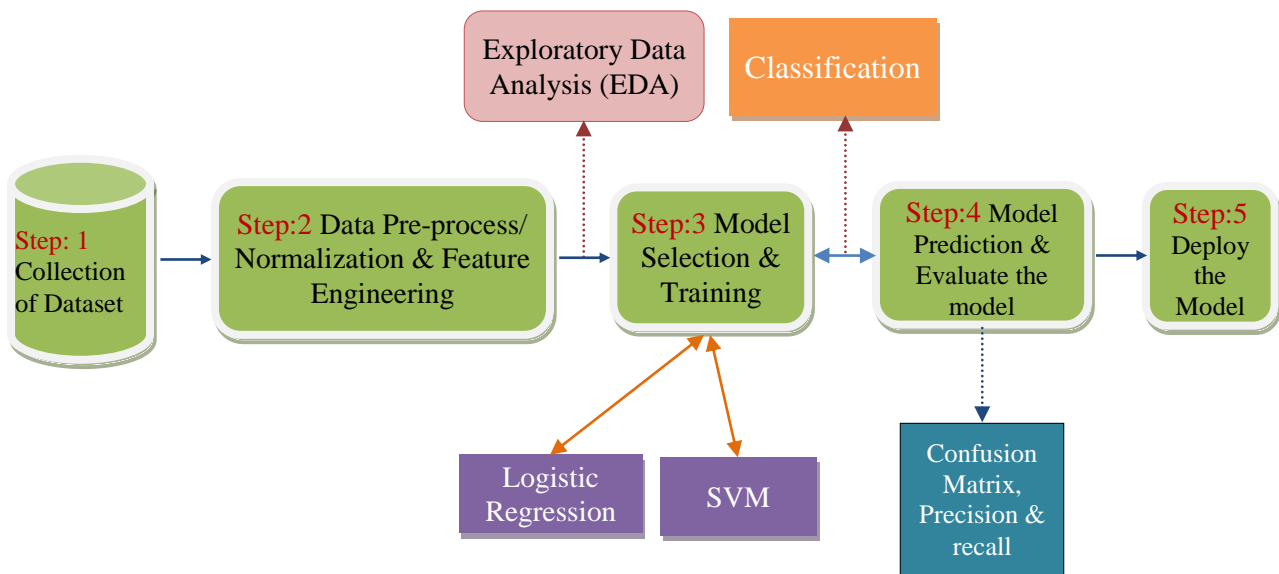 Exploratory Data
Analysis (EDA)
Classification
Step: 1
Collection
of Dataset
Step:2 Data Pre-process/
Normalization & Feature
Engineering
Step:3 Model
Selection &
Training
Step:4 Model
Prediction &
Evaluate the
model
Step:5
Deploy
the
Model
Logistic
Regression
SVM
Confusion
Matrix,
Precision &
recall